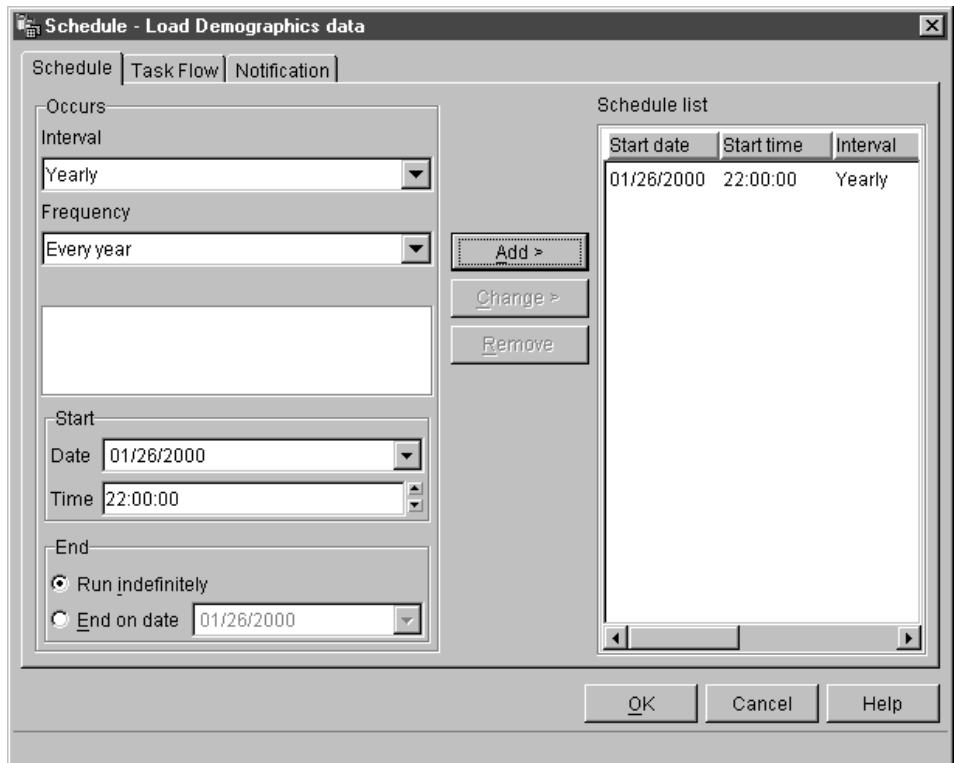 Schedule - Load Demographics data
Schedule Task Flow Notification
Occurs
Interval
Yearly
Frequency
Every year
Start
Date 01/26/2000
Time 22:00:00
End
Run indefinitely
End on date 01/26/2000
Add >
Change >
Remove
Schedule list
Start date Start time Interval
01/26/2000 22:00:00 Yearly
OK Cancel Help